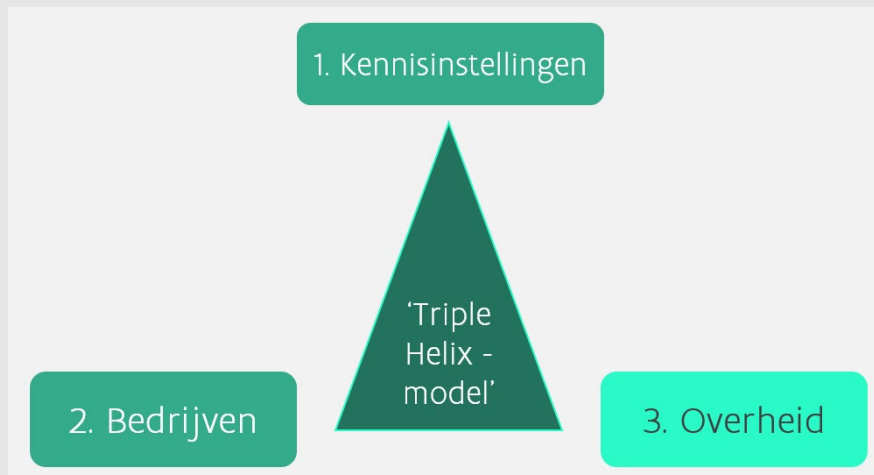 1. Kennisinstellingen
‘Triple
Helix -
model’
2. Bedrijven
3. Overheid